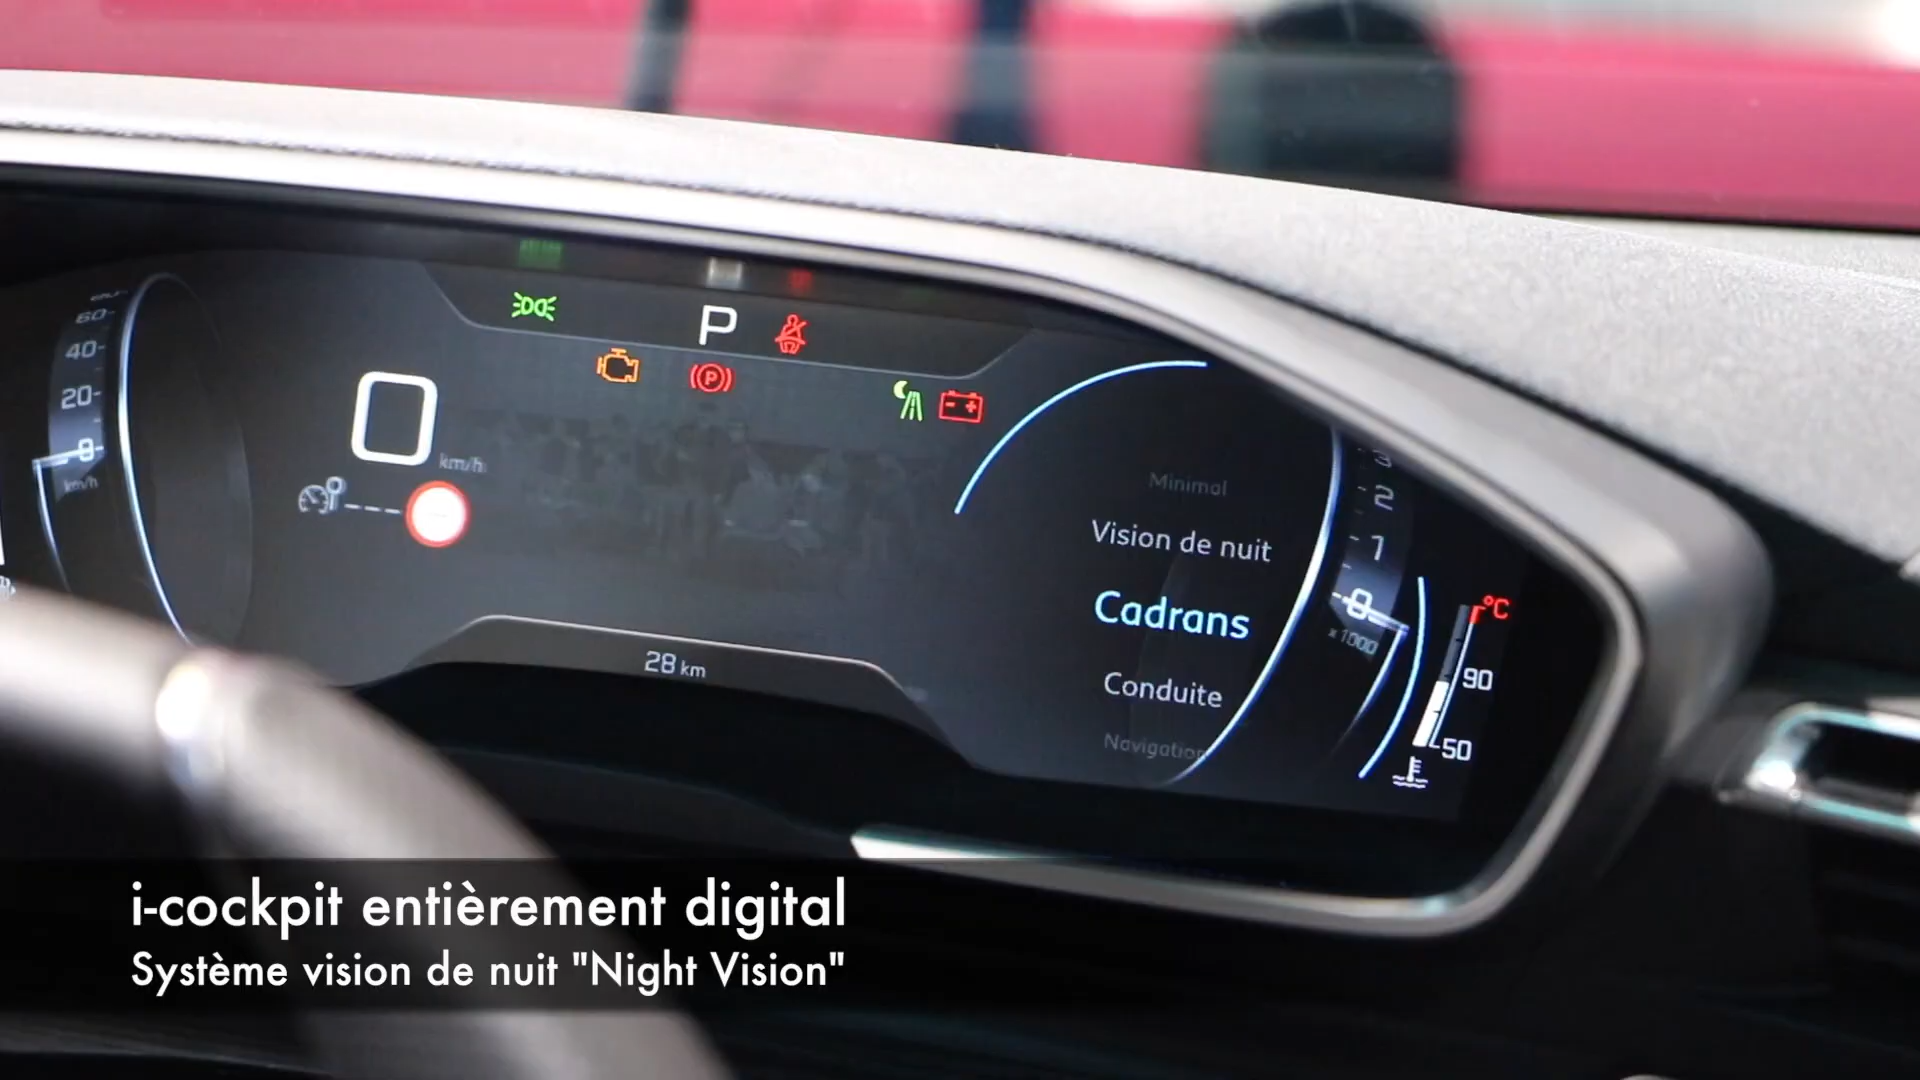 60-
40-
20-
0-
km/h
P
P
0
km/h
Minimal
Vision de nuit
Cadrans
Conduite
Navigation
3
2
1
0
x1000
°C
90
50
28 km
i-cockpit entièrement digital
Système vision de nuit "Night Vision"